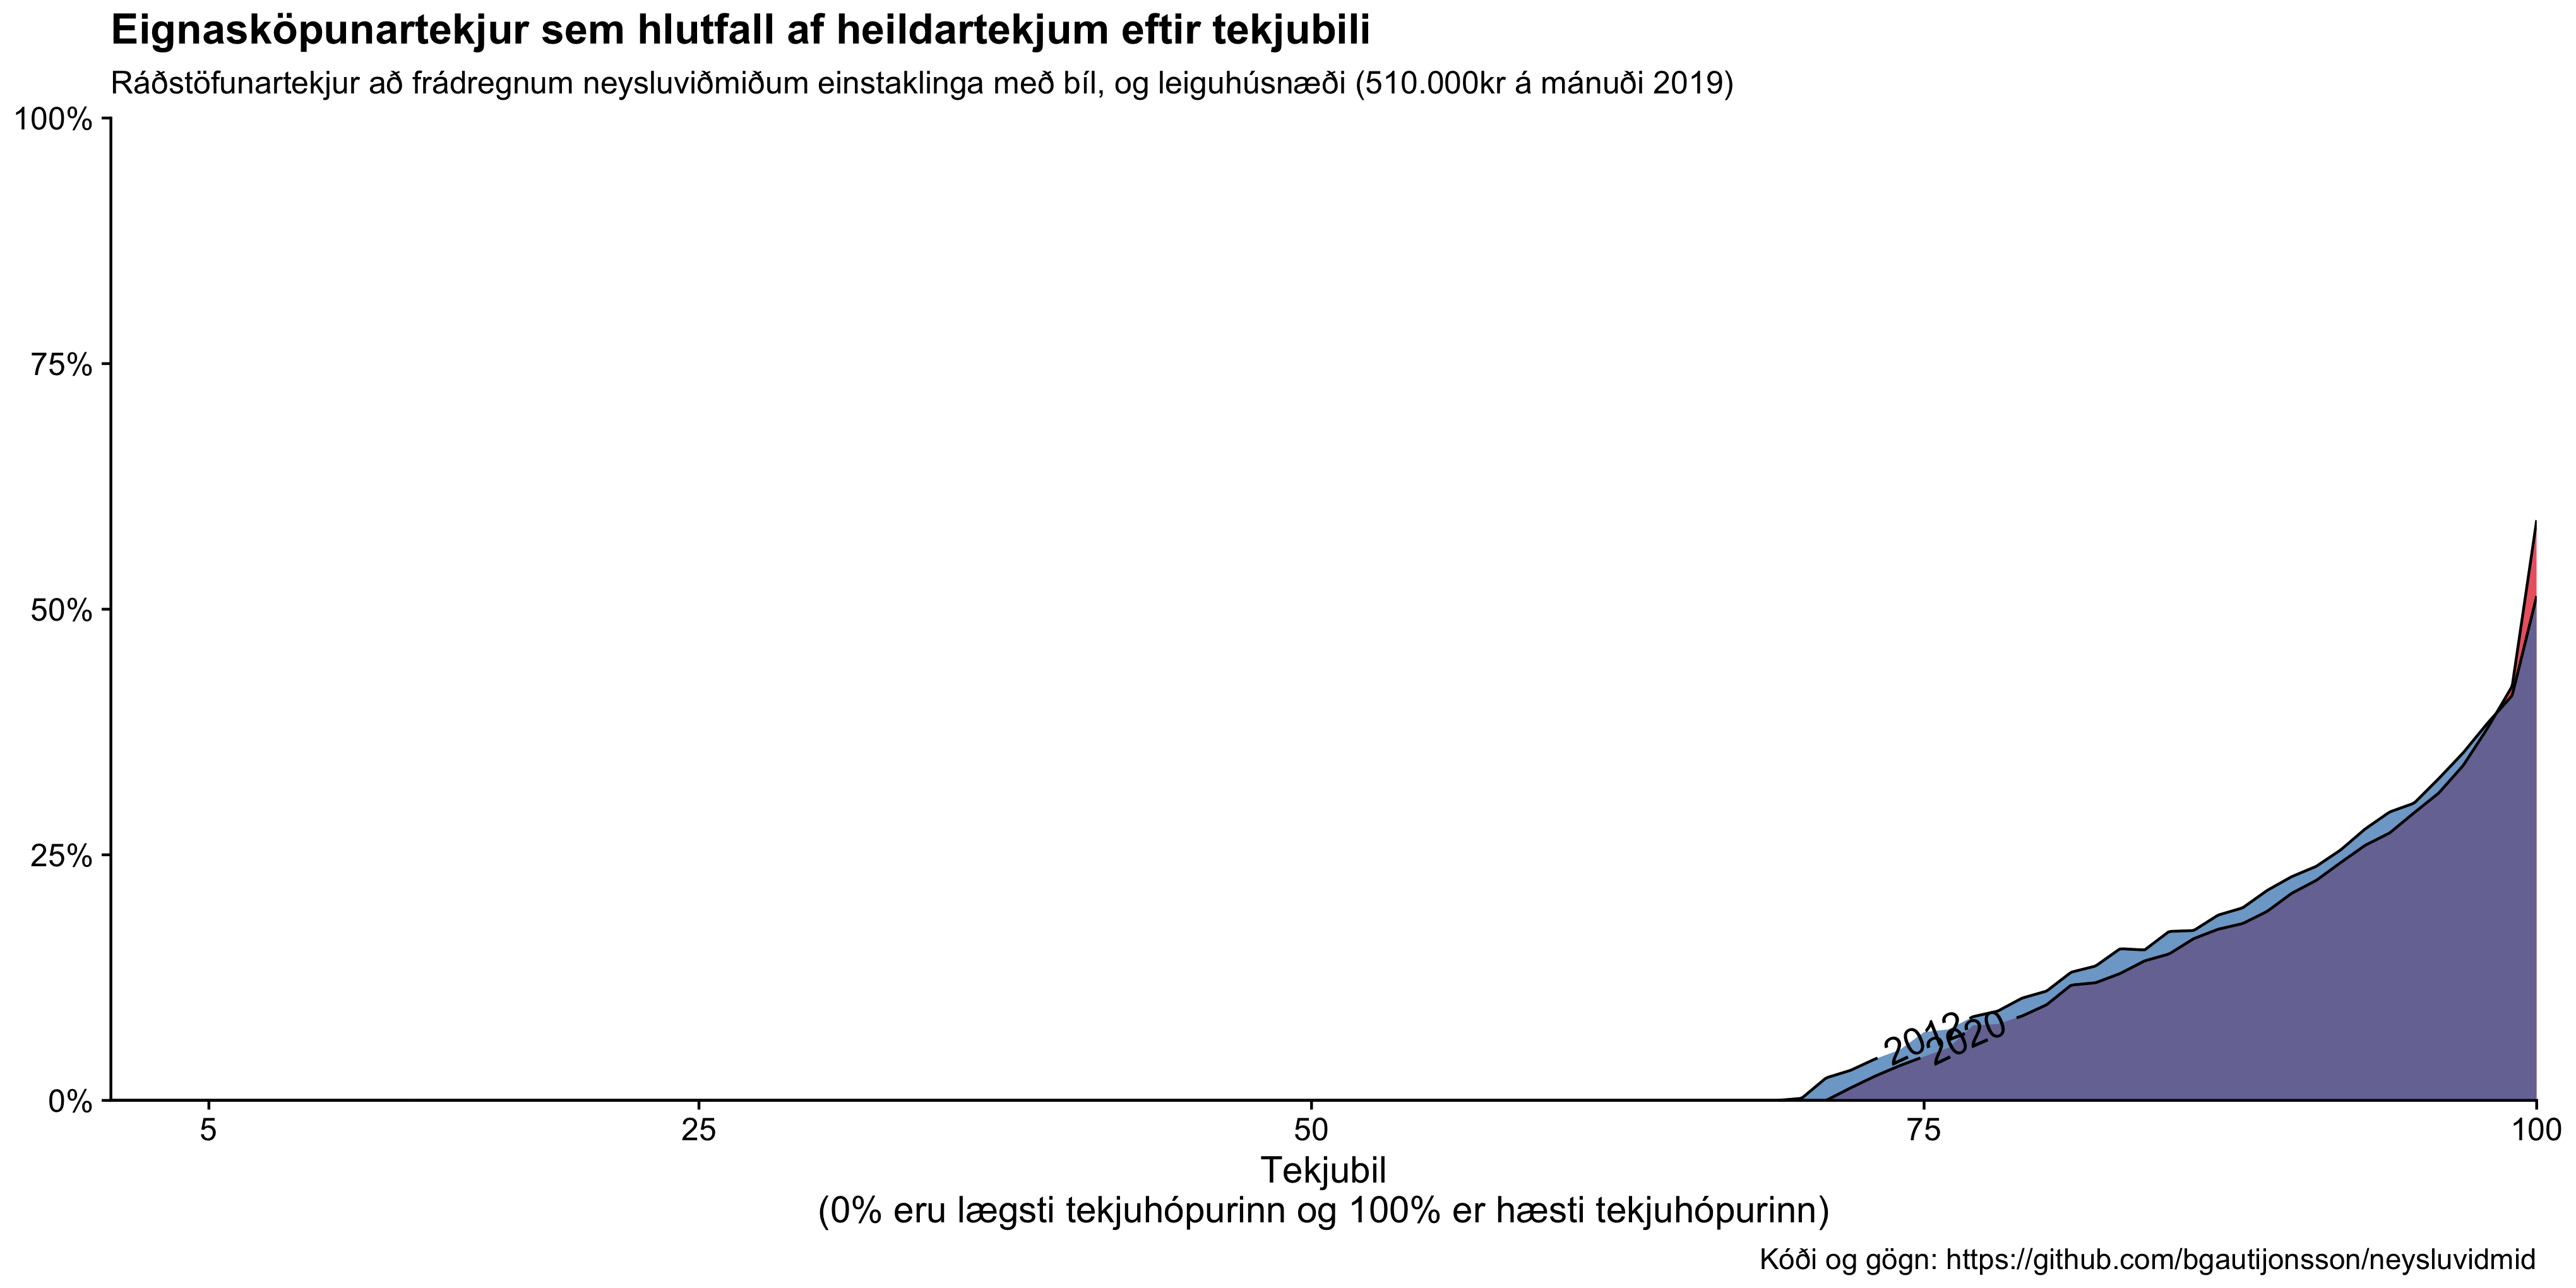 Eignasköpunartekjur sem hlutfall af heildartekjum eftir tekjubili
Ráðstöfunartekjur að frádregnum neysluviðmiðum einstaklinga með bíl, og leiguhúsnæði (510.000kr á mánuði 2019)
100%
75%
50%
25%
0%
2012
2020
5
25
50
75
100
Tekjubil
(0% eru lægsti tekjuhópurinn og 100% er hæsti tekjuhópurinn)
Kóði og gögn: https://github.com/bgautijonsson/neysluvidmid